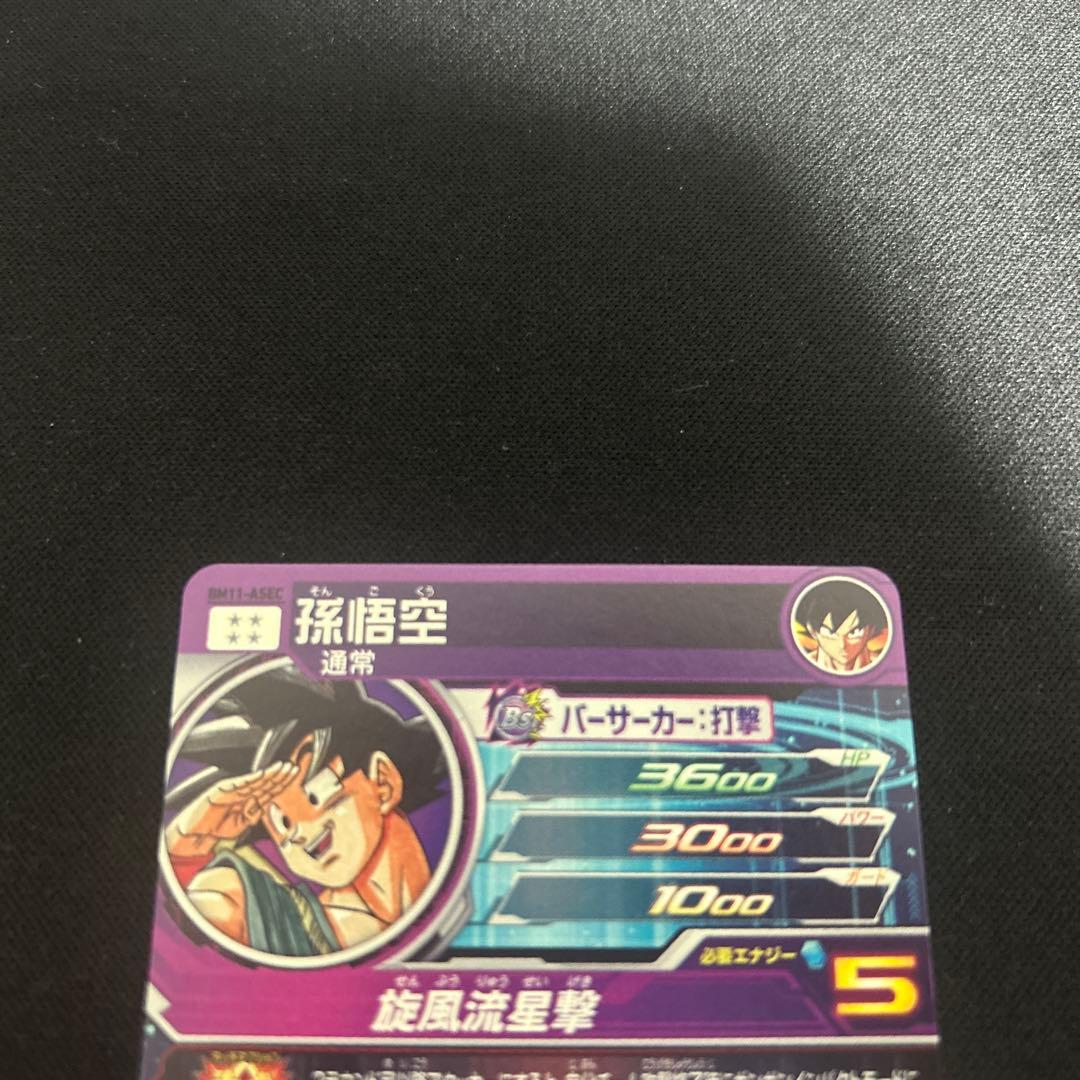 BM11-ASEC
そん ご くう
孫悟空
通常
Bs バーサーカー:打撃
HP
3600
パワー
3000
ガード
1000
必要エナジー 5
せん ぷう りゅう せい げき
旋風流星撃